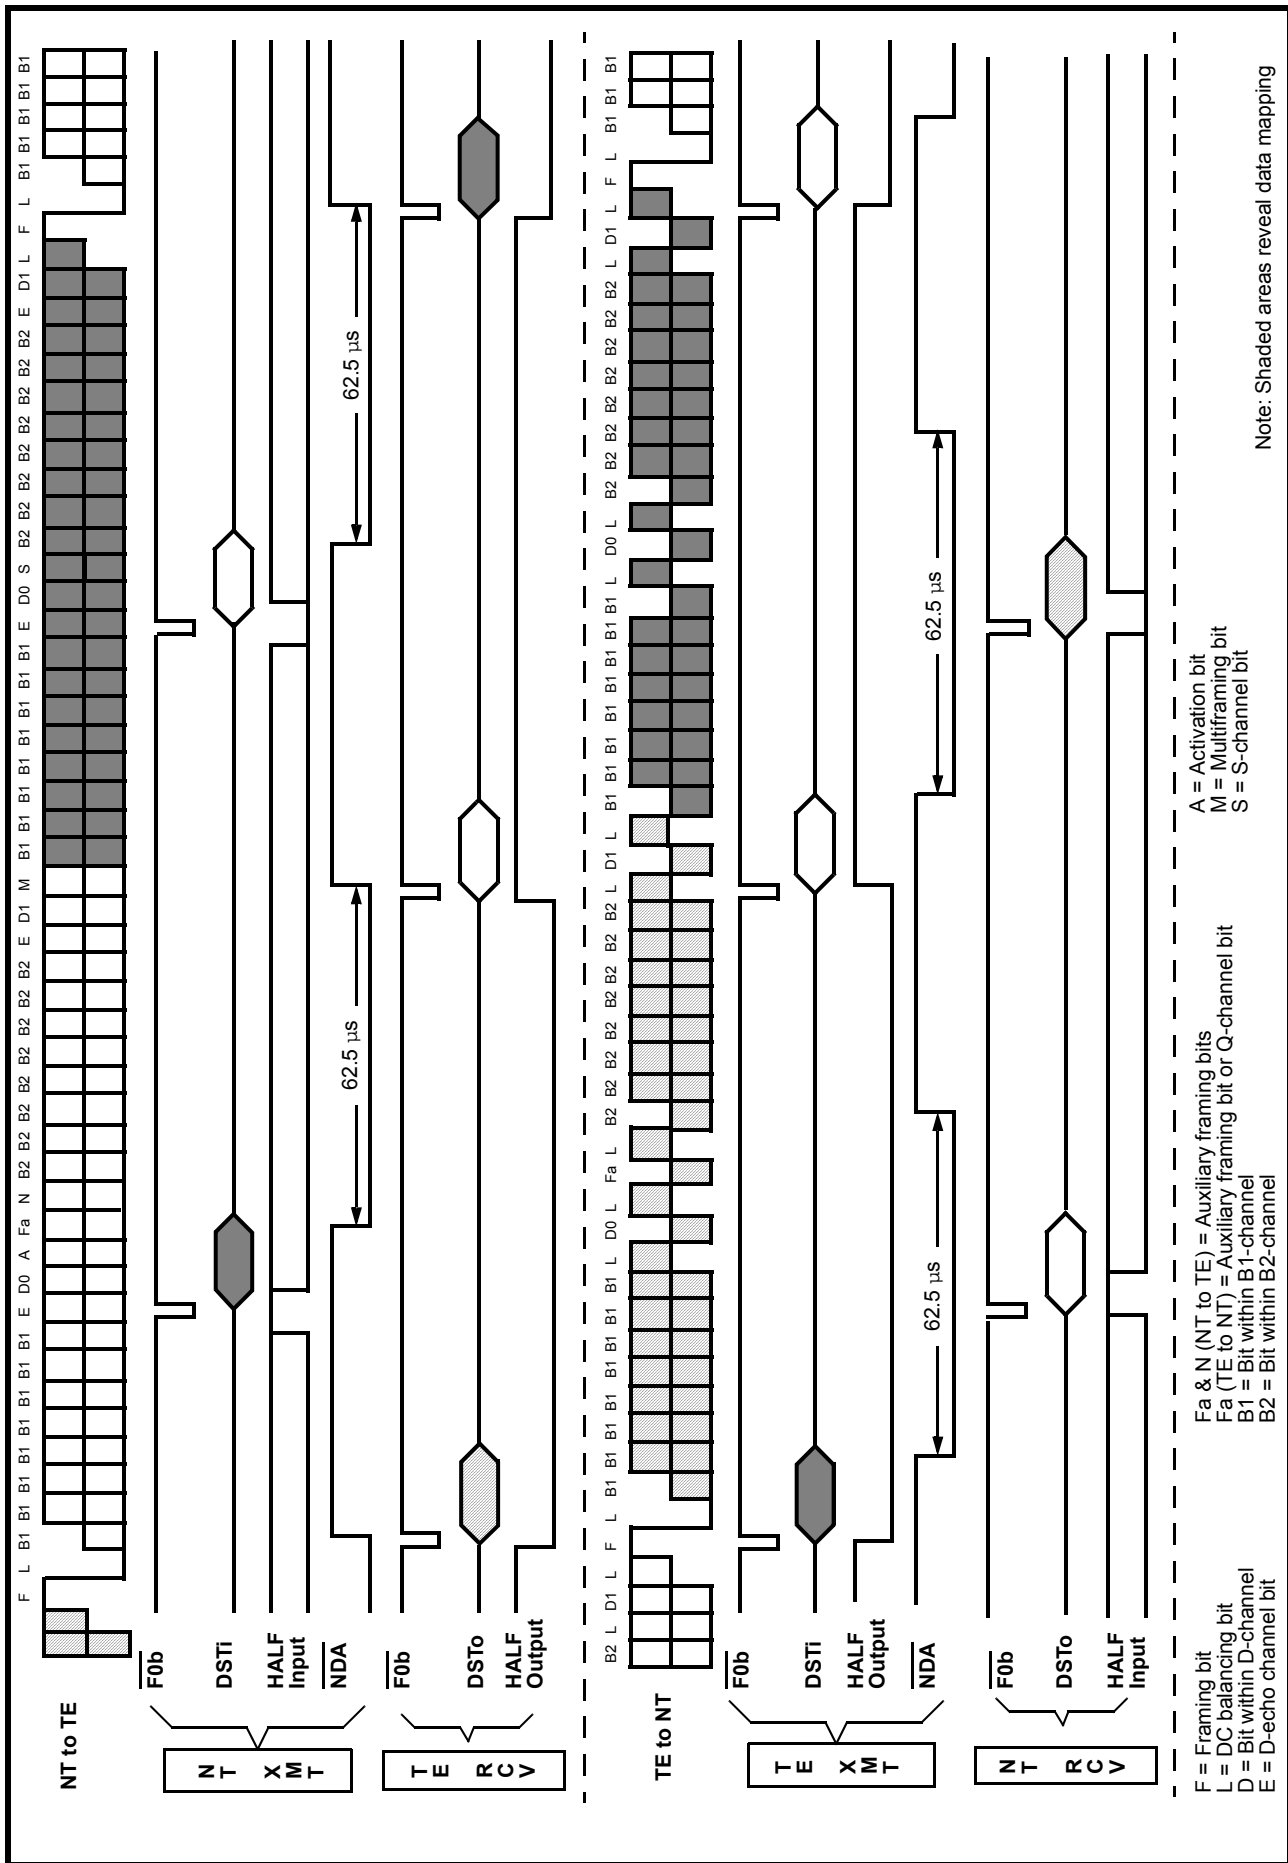 F L B1 B1 B1 B1 B1 B1 B1 B1 E D0 A Fa N B2 B2 B2 B2 B2 B2 B2 B2 E D1 M B1 B1 B1 B1 B1 B1 B1 B1 E D0 S B2 B2 B2 B2 B2 B2 B2 B2 E D1 L F L B1 B1 B1 B1 B1
NT to TE
NT XMT
F0b
DSTi
HALF
Input
NDA
62.5 µs
62.5 µs
TE RCV
F0b
DSTo
HALF
Output
B2 L D1 L F L B1 B1 B1 B1 B1 B1 B1 B1 L D0 L Fa L B2 B2 B2 B2 B2 B2 B2 B2 L D1 L B1 B1 B1 B1 B1 B1 B1 B1 L D0 L B2 B2 B2 B2 B2 B2 B2 B2 L D1 L F L B1 B1 B1
TE to NT
TE XMT
F0b
DSTi
HALF
Output
NDA
62.5 µs
62.5 µs
NT RCV
F0b
DSTo
HALF
Input
F = Framing bit
L = DC balancing bit
D = Bit within D-channel
E = D-echo channel bit
Fa & N (NT to TE) = Auxiliary framing bits
Fa (TE to NT) = Auxiliary framing bit or Q-channel bit
B1 = Bit within B1-channel
B2 = Bit within B2-channel
A = Activation bit
M = Multiframing bit
S = S-channel bit
Note: Shaded areas reveal data mapping